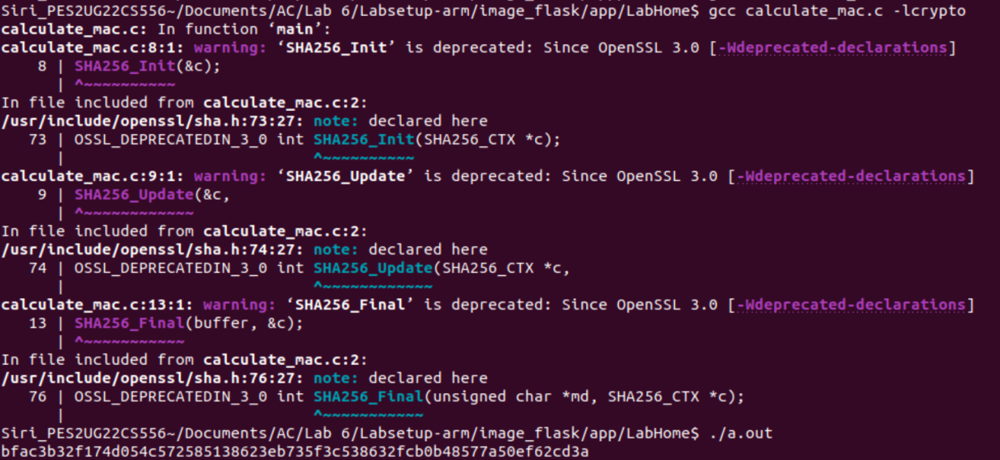 Siri_PES2UG22CS556~/Documents/AC/Lab 6/Labsetup-arm/image_flask/app/LabHome$ gcc calculate_mac.c -lcrypto
calculate_mac.c: In function ‘main’:
calculate_mac.c:8:1: warning: ‘SHA256_Init’ is deprecated: Since OpenSSL 3.0 [-Wdeprecated-declarations]
    8 | SHA256_Init(&c);
      | ^~~~~~~~~~~
In file included from calculate_mac.c:2:
/usr/include/openssl/sha.h:73:27: note: declared here
   73 | OSSL_DEPRECATEDIN_3_0 int SHA256_Init(SHA256_CTX *c);
      |                           ^~~~~~~~~~~
calculate_mac.c:9:1: warning: ‘SHA256_Update’ is deprecated: Since OpenSSL 3.0 [-Wdeprecated-declarations]
    9 | SHA256_Update(&c,
      | ^~~~~~~~~~~~~
In file included from calculate_mac.c:2:
/usr/include/openssl/sha.h:74:27: note: declared here
   74 | OSSL_DEPRECATEDIN_3_0 int SHA256_Update(SHA256_CTX *c,
      |                           ^~~~~~~~~~~~~
calculate_mac.c:13:1: warning: ‘SHA256_Final’ is deprecated: Since OpenSSL 3.0 [-Wdeprecated-declarations]
   13 | SHA256_Final(buffer, &c);
      | ^~~~~~~~~~~~
In file included from calculate_mac.c:2:
/usr/include/openssl/sha.h:76:27: note: declared here
   76 | OSSL_DEPRECATEDIN_3_0 int SHA256_Final(unsigned char *md, SHA256_CTX *c);
      |                           ^~~~~~~~~~~~
Siri_PES2UG22CS556~/Documents/AC/Lab 6/Labsetup-arm/image_flask/app/LabHome$ ./a.out
bfac3b32f174d054c572585138623eb735f3c538632fcb0b48577a50ef62cd3a